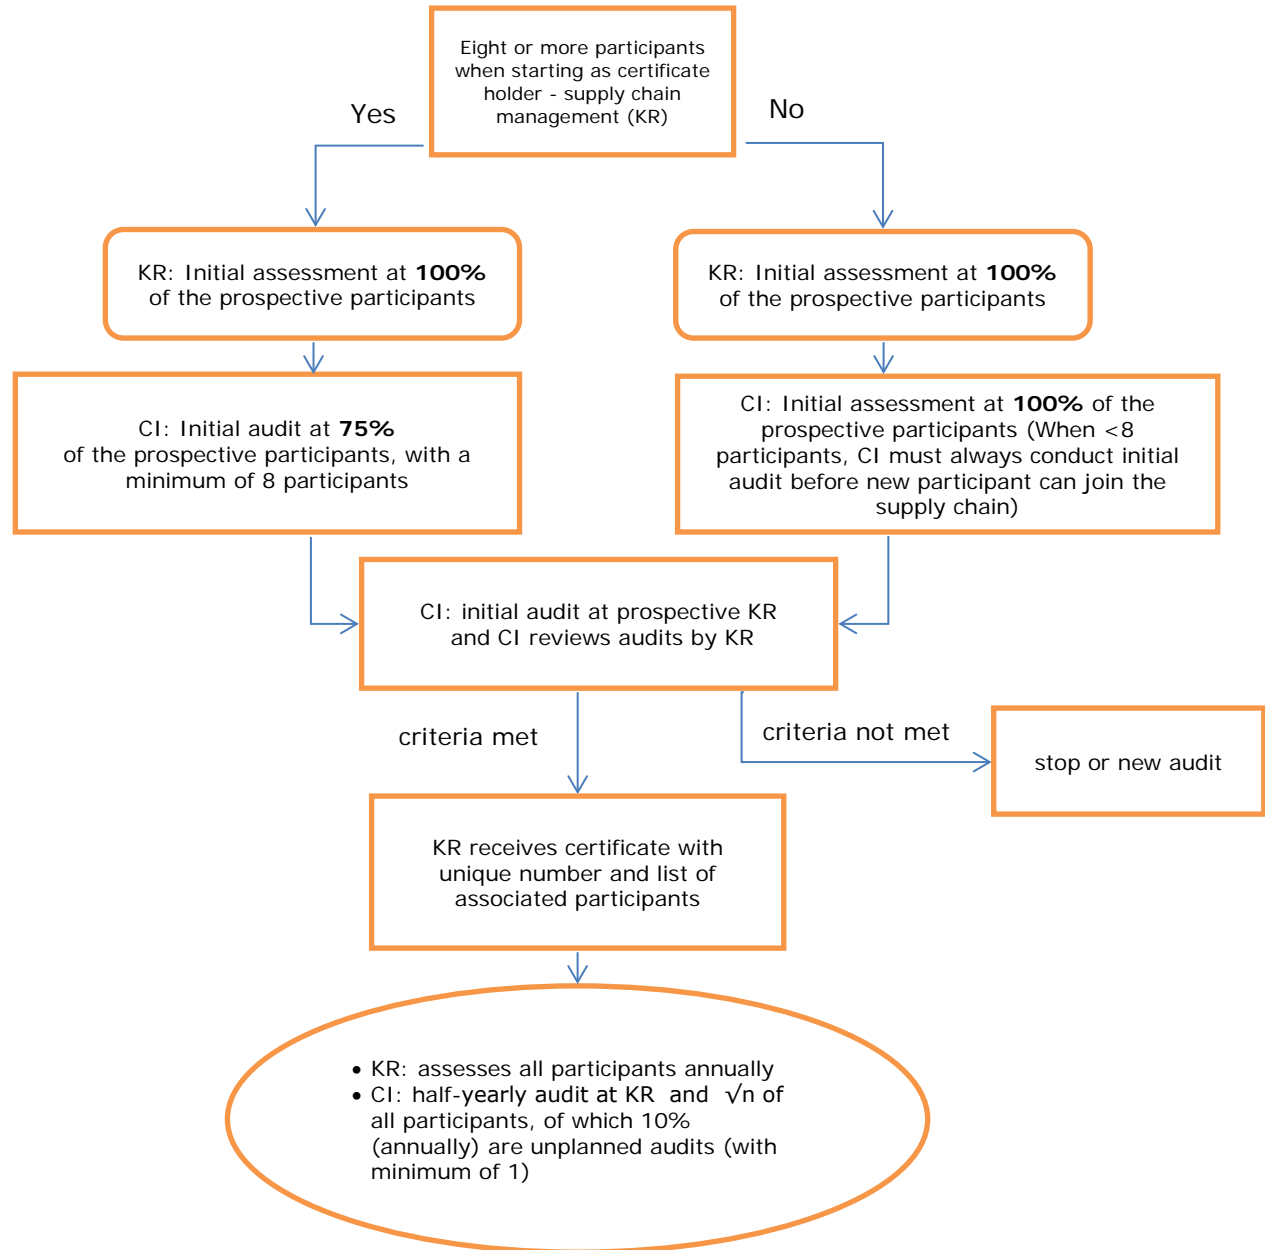 Eight or more participants
when starting as certificate
holder - supply chain
management (KR)
Yes
No
KR: Initial assessment at 100%
of the prospective participants
KR: Initial assessment at 100%
of the prospective participants
CI: Initial audit at 75%
of the prospective participants, with a
minimum of 8 participants
CI: Initial assessment at 100% of the
prospective participants (When <8
participants, CI must always conduct initial
audit before new participant can join the
supply chain)
CI: initial audit at prospective KR
and CI reviews audits by KR
criteria met
criteria not met
stop or new audit
KR receives certificate with
unique number and list of
associated participants
• KR: assesses all participants annually
• CI: half-yearly audit at KR and √n of
all participants, of which 10%
(annually) are unplanned audits (with
minimum of 1)